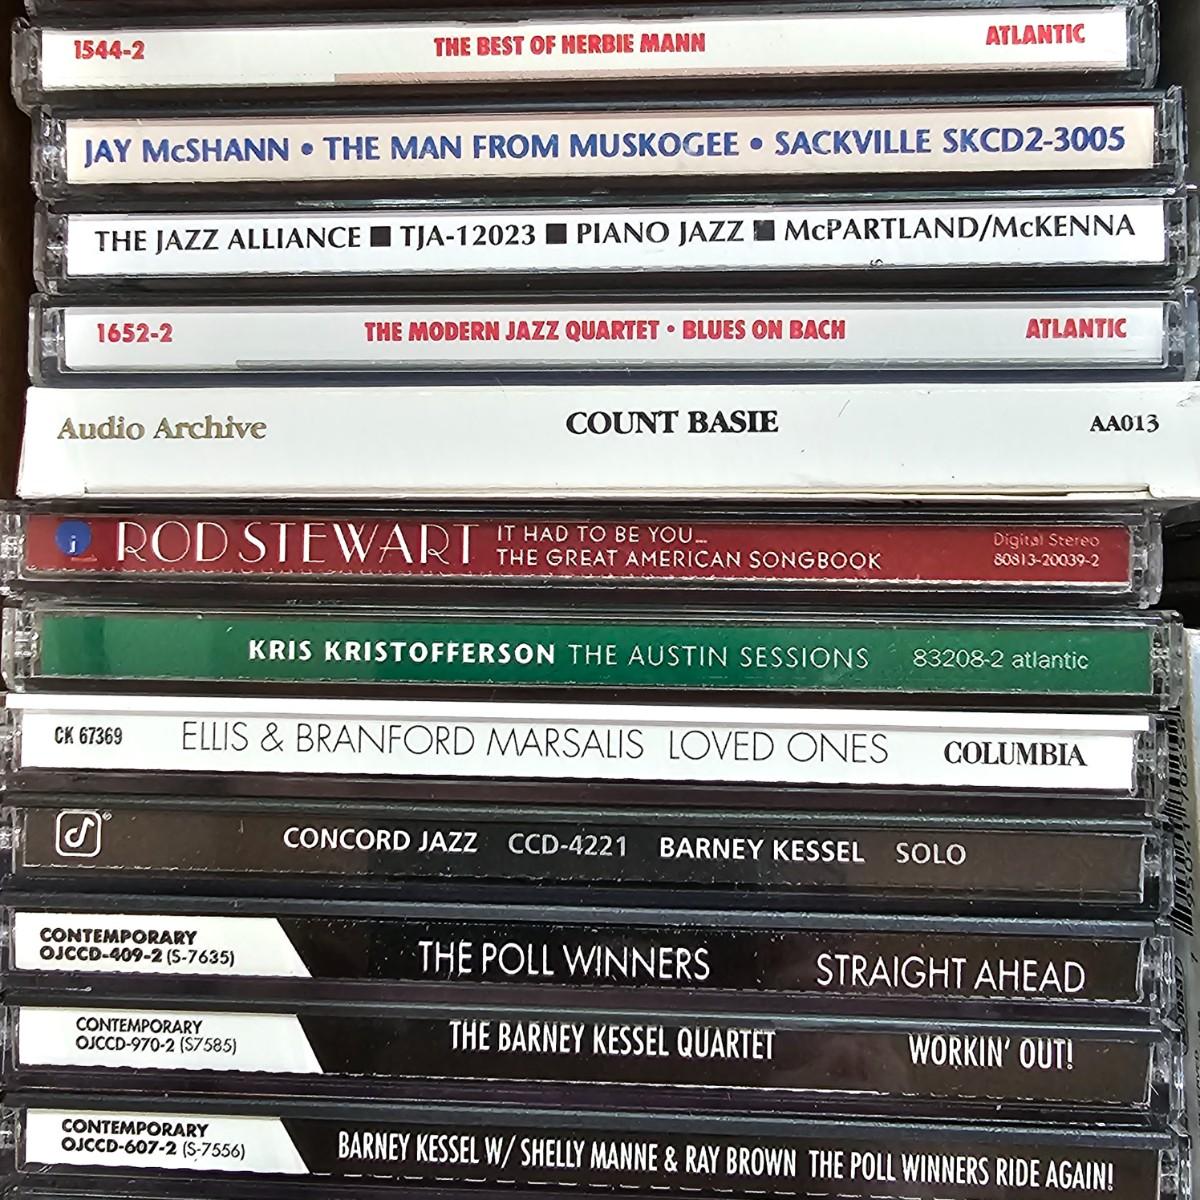 1544-2 THE BEST OF HERBIE MANN ATLANTIC
JAY McSHANN • THE MAN FROM MUSKOGEE • SACKVILLE SKCD2-3005
THE JAZZ ALLIANCE ■ TJA-12023 ■ PIANO JAZZ ■ McPARTLAND/McKENNA
1652-2 THE MODERN JAZZ QUARTET • BLUES ON BACH ATLANTIC
Audio Archive COUNT BASIE AA013
j ROD STEWART IT HAD TO BE YOU... Digital Stereo
THE GREAT AMERICAN SONGBOOK 80813-20039-2
KRIS KRISTOFFERSON THE AUSTIN SESSIONS 83208-2 atlantic
CK 67369 ELLIS & BRANFORD MARSALIS LOVED ONES COLUMBIA
CONCORD JAZZ CCD-4221 BARNEY KESSEL SOLO
CONTEMPORARY
OJCCD-409-2 (S-7635) THE POLL WINNERS STRAIGHT AHEAD
CONTEMPORARY
OJCCD-970-2 (S7585) THE BARNEY KESSEL QUARTET WORKIN' OUT!
CONTEMPORARY
OJCCD-607-2 (S-7556) BARNEY KESSEL W/ SHELLY MANNE & RAY BROWN THE POLL WINNERS RIDE AGAIN!